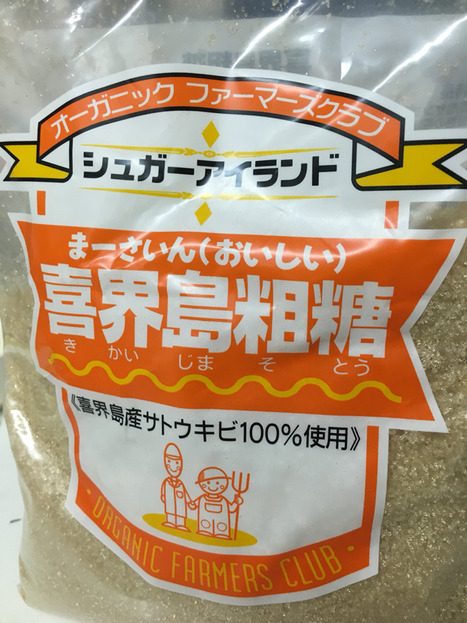 オーガニック ファーマーズクラブ
シュガーアイランド
まーさいん(おいしい)
喜界島粗糖
きかいじまそとう
《喜界島産サトウキビ100%使用》
・ORGANIC FARMERS CLUB・